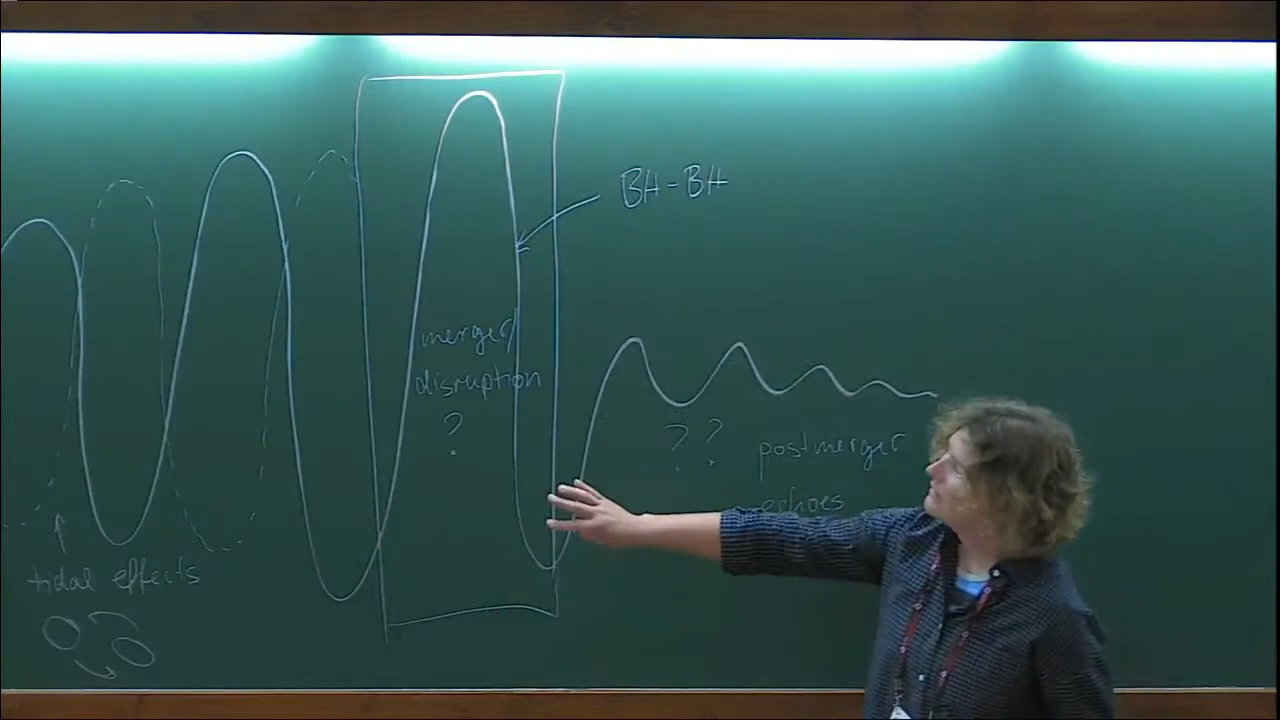 BH-BH
merger/
disruption
?
? ?
postmerger
echoes
tidal effects